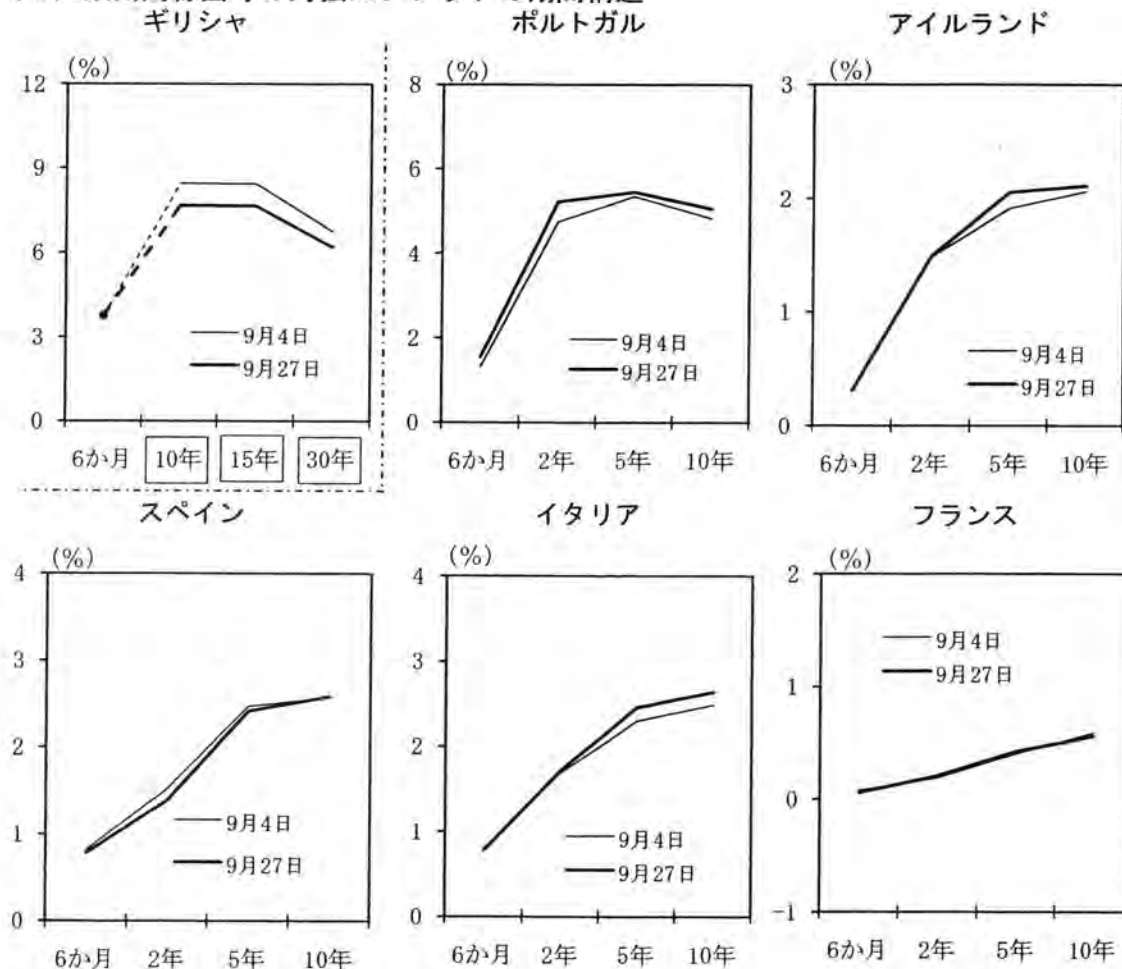 ギリシャ
(%)
12
9
6
3
0
9月4日
9月27日
6か月 10年 15年 30年
ポルトガル
(%)
8
6
4
2
0
9月4日
9月27日
6か月 2年 5年 10年
アイルランド
(%)
3
2
1
0
9月4日
9月27日
6か月 2年 5年 10年
スペイン
(%)
4
3
2
1
0
9月4日
9月27日
6か月 2年 5年 10年
イタリア
(%)
4
3
2
1
0
9月4日
9月27日
6か月 2年 5年 10年
フランス
(%)
2
1
0
-1
9月4日
9月27日
6か月 2年 5年 10年